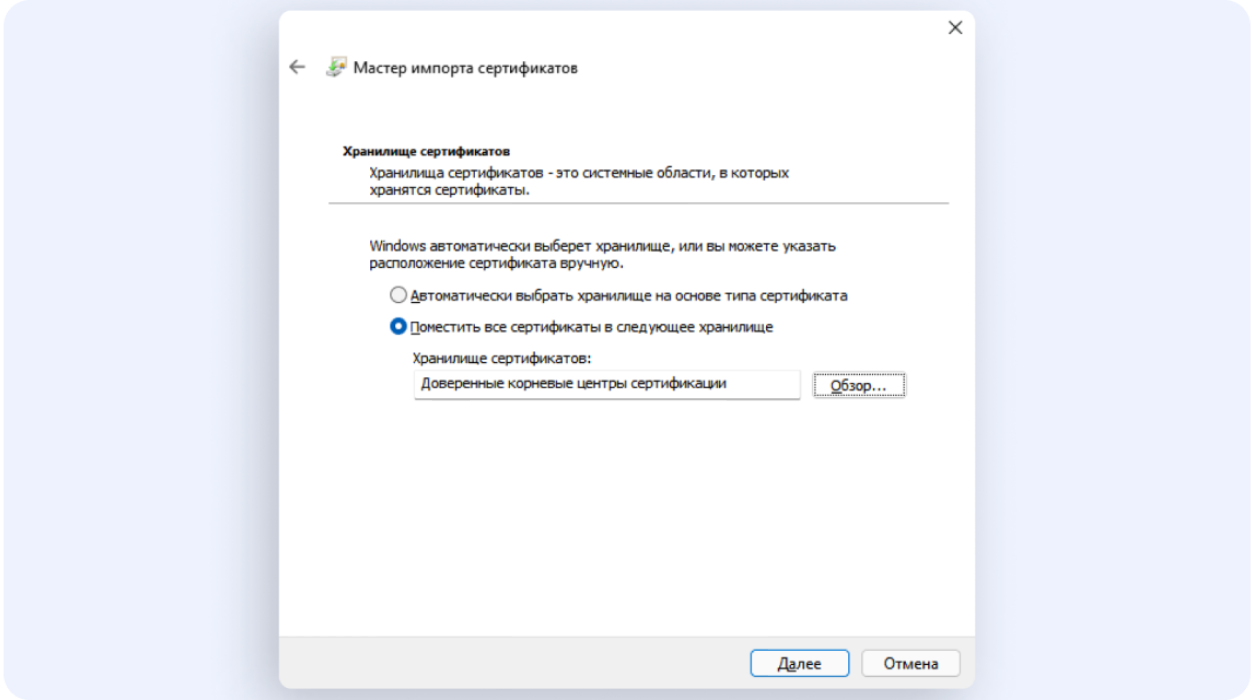 Мастер импорта сертификатов
Хранилище сертификатов
Хранилища сертификатов - это системные области, в которых
хранятся сертификаты.
Windows автоматически выберет хранилище, или вы можете указать
расположение сертификата вручную.
Автоматически выбрать хранилище на основе типа сертификата
Поместить все сертификаты в следующее хранилище
Хранилище сертификатов:
Доверенные корневые центры сертификации
Обзор...
Далее
Отмена